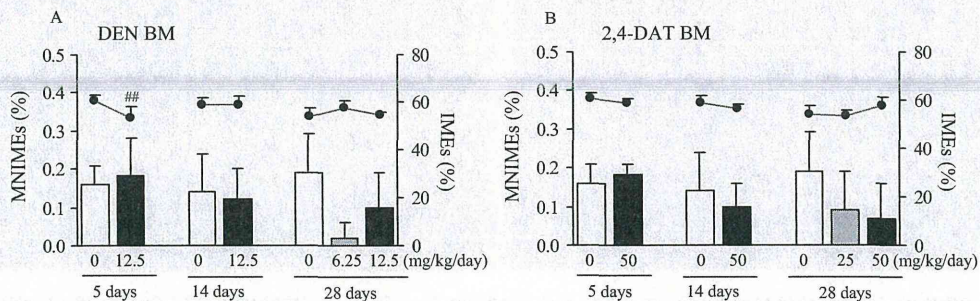 A
DEN BM
MNIMEs (%)
0.5
0.4
0.3
0.2
0.1
0.0
##
80
60
40
20
0
IMEs (%)
0 12.5 0 12.5 0 6.25 12.5 (mg/kg/day)
5 days 14 days 28 days
B
2,4-DAT BM
MNIMEs (%)
0.5
0.4
0.3
0.2
0.1
0.0
80
60
40
20
0
IMEs (%)
0 50 0 50 0 25 50 (mg/kg/day)
5 days 14 days 28 days